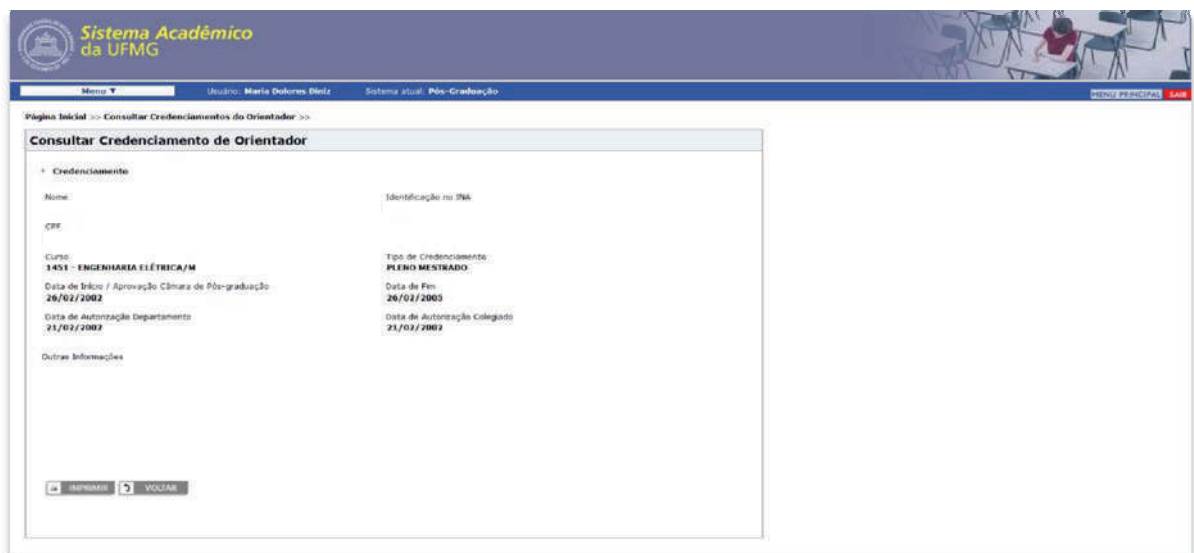 Sistema Acadêmico
da UFMG
Menu ▼ Usuário: Maria Dolores Diniz Sistema atual: Pós-Graduação MENU PRINCIPAL SAIR
Página Inicial >> Consultar Credenciamentos do Orientador >>
Consultar Credenciamento de Orientador
Credenciamento
Nome Identificação no INA
CPF
Curso Tipo de Credenciamento
1451 - ENGENHARIA ELÉTRICA/M PLENO MESTRADO
Data de Início / Aprovação Câmara de Pós-graduação Data de Fim
26/02/2002 26/02/2005
Data de Autorização Departamento Data de Autorização Colegiado
21/02/2002 21/02/2002
Outras Informações
IMPRIMIR VOLTAR